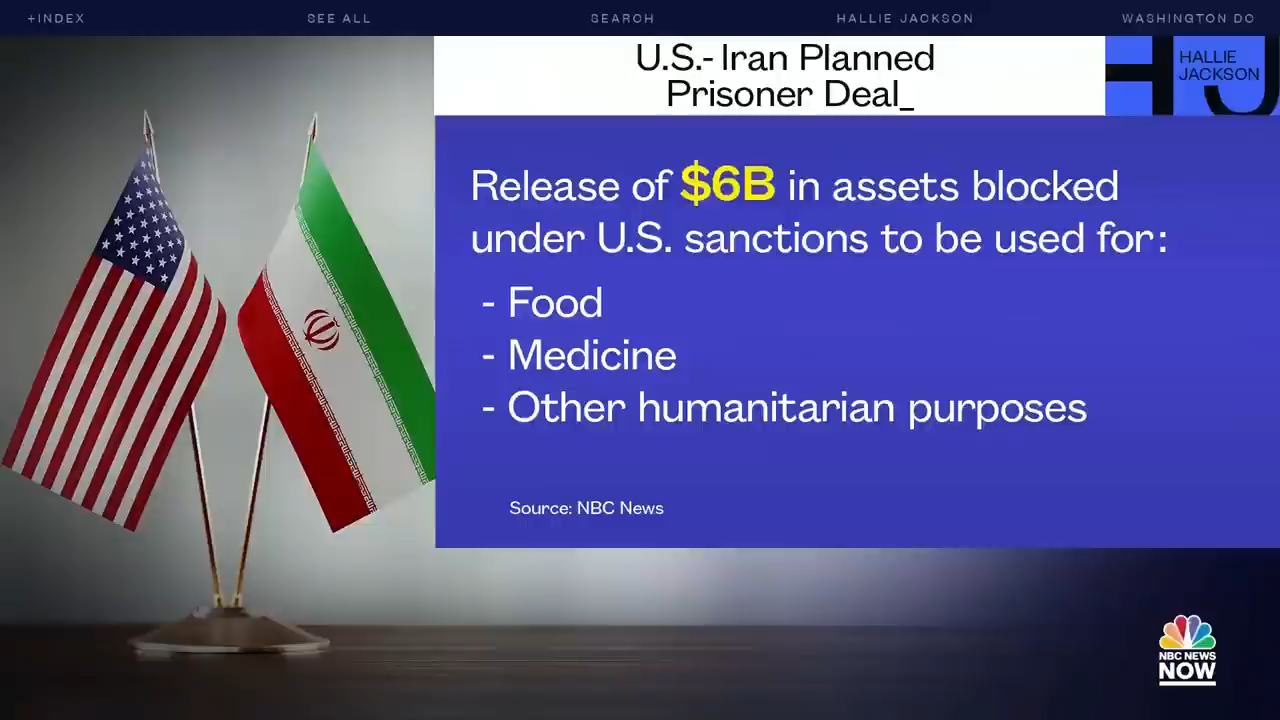 +INDEX
SEE ALL
SEARCH
HALLIE JACKSON
WASHINGTON DC
U.S.- Iran Planned
Prisoner Deal_
HALLIE
JACKSON
HJ
Release of $6B in assets blocked
under U.S. sanctions to be used for:
- Food
- Medicine
- Other humanitarian purposes
Source: NBC News
NBC NEWS
NOW